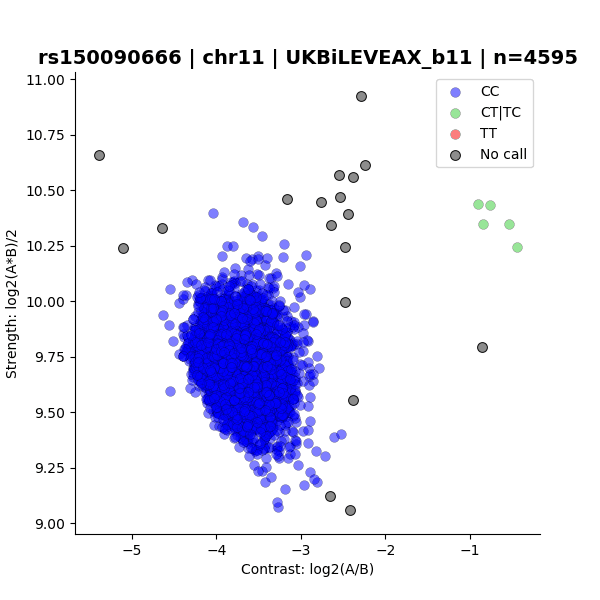 rs150090666 | chr11 | UKBiLEVEAX_b11 | n=4595
CC
CT|TC
TT
No call
11.00
10.75
10.50
10.25
10.00
9.75
9.50
9.25
9.00
Strength: log2(A*B)/2
−5
−4
−3
−2
−1
Contrast: log2(A/B)